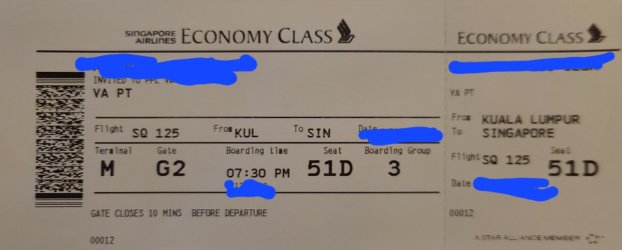 SINGAPORE AIRLINES ECONOMY CLASS
INVITED TO PPL
VA PT
Flight SQ 125 From KUL To SIN Date
Terminal Gate Boarding time Seat Boarding Group
M G2 07:30 PM 51D 3
GATE CLOSES 10 MINS BEFORE DEPARTURE
00012
ECONOMY CLASS
VA PT
From KUALA LUMPUR
To SINGAPORE
Flight SQ 125 Seat 51D
Date
00012
A STAR ALLIANCE MEMBER